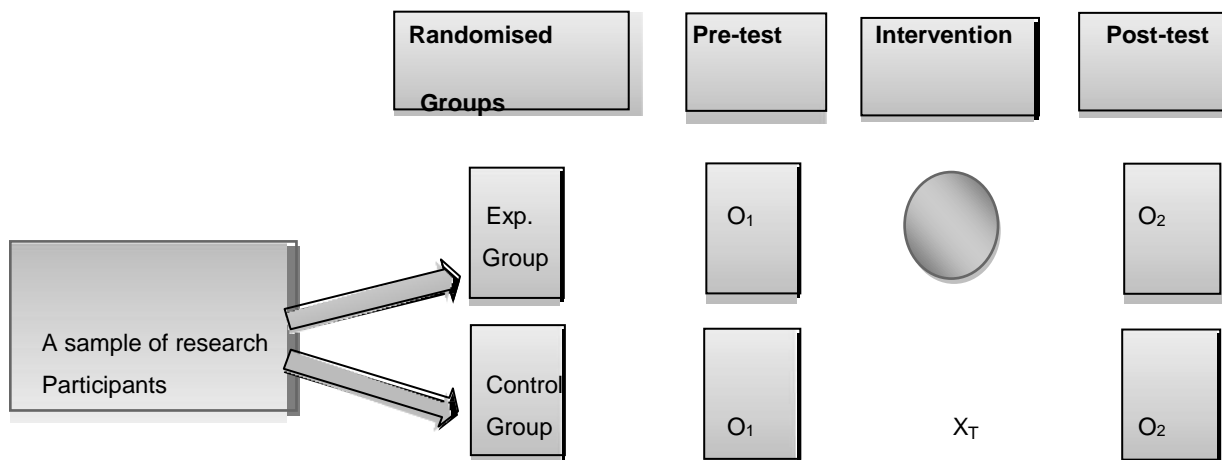 Randomised
Groups
Pre-test
Intervention
Post-test
Exp.
Group
O₁
O₂
A sample of research
Participants
Control
Group
O₁
X_T
O₂